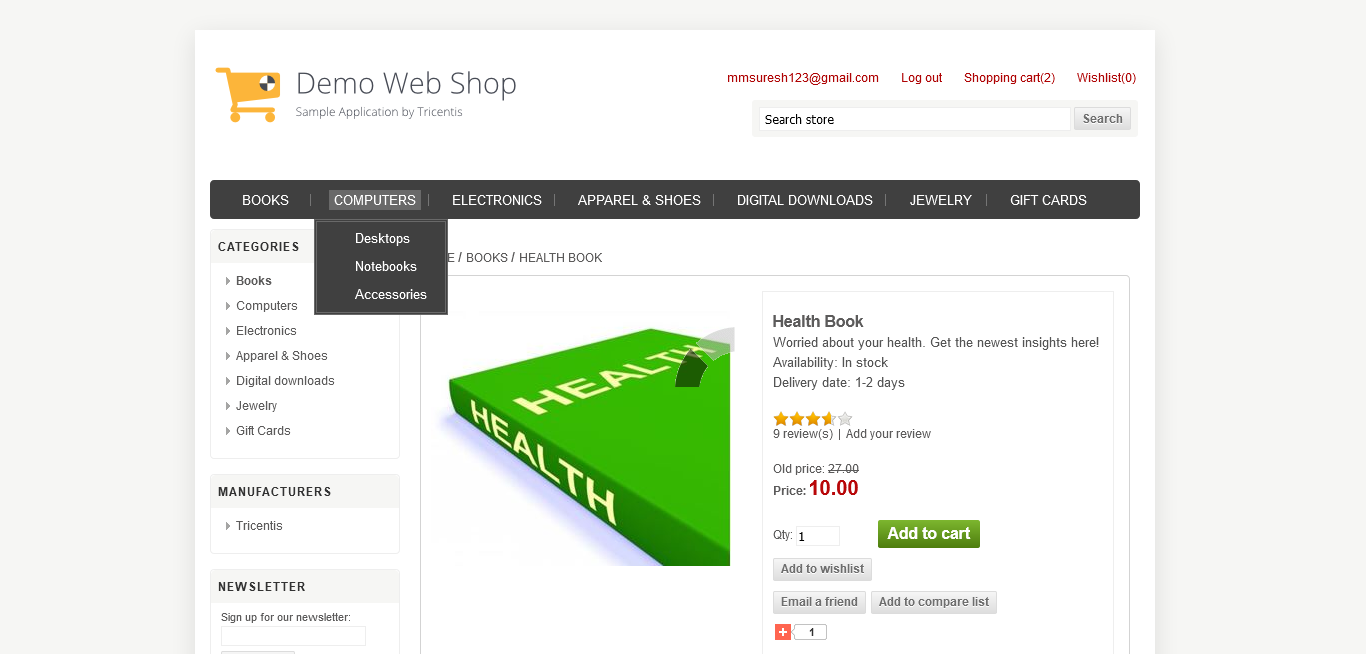 Demo Web Shop
Sample Application by Tricentis
mmsuresh123@gmail.com Log out Shopping cart(2) Wishlist(0)
Search store Search
BOOKS COMPUTERS ELECTRONICS APPAREL & SHOES DIGITAL DOWNLOADS JEWELRY GIFT CARDS
Desktops
Notebooks
Accessories
CATEGORIES
Books
Computers
Electronics
Apparel & Shoes
Digital downloads
Jewelry
Gift Cards
MANUFACTURERS
Tricentis
NEWSLETTER
Sign up for our newsletter:
E / BOOKS / HEALTH BOOK
HEALTH
HEALTH
Health Book
Worried about your health. Get the newest insights here!
Availability: In stock
Delivery date: 1-2 days
9 review(s) | Add your review
Old price: 27.00
Price: 10.00
Qty: 1 Add to cart
Add to wishlist
Email a friend Add to compare list
1